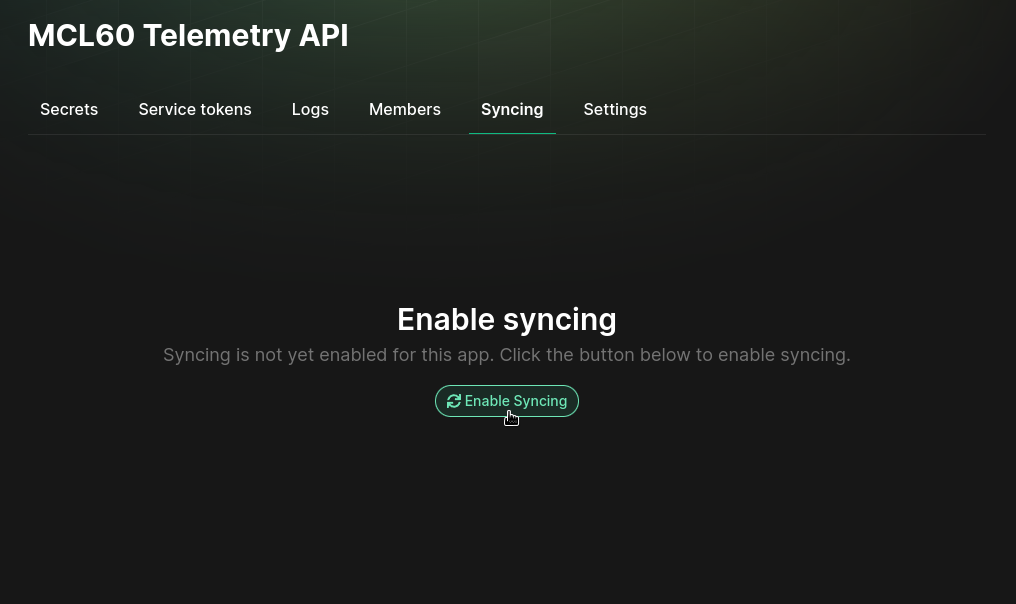 MCL60 Telemetry API
Secrets Service tokens Logs Members Syncing Settings
Enable syncing
Syncing is not yet enabled for this app. Click the button below to enable syncing.
Enable Syncing